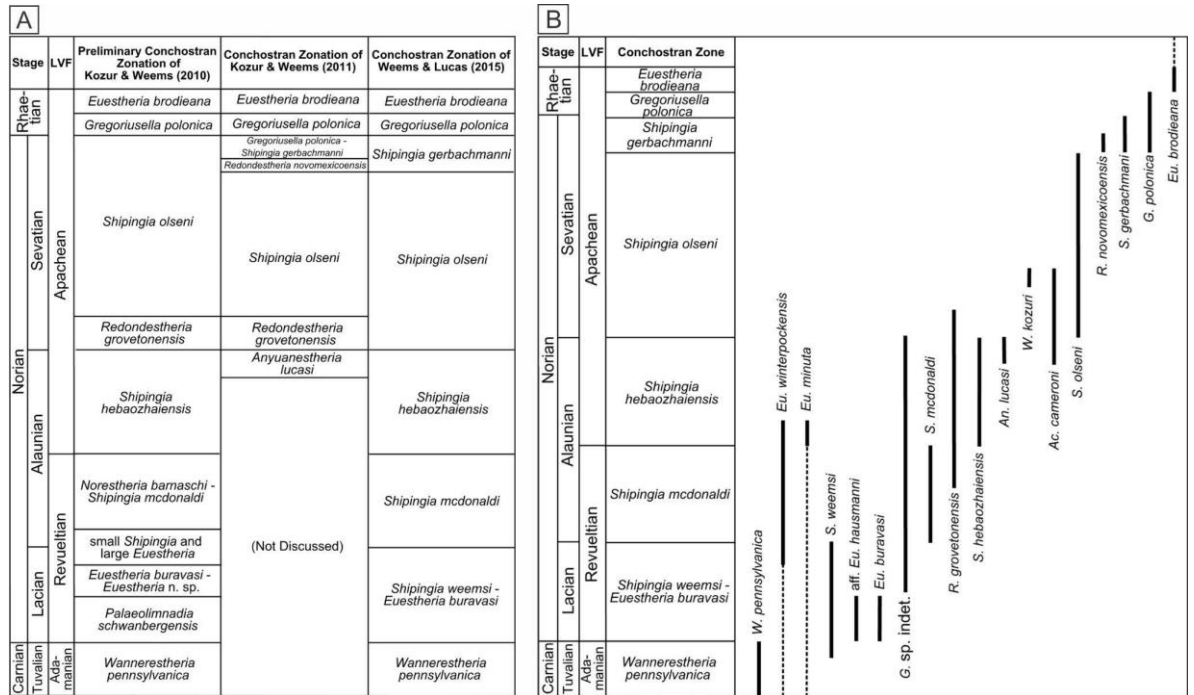 A
Stage
LVF
Preliminary Conchostran
Zonation of
Kozur & Weems (2010)
Conchostran Zonation of
Kozur & Weems (2011)
Conchostran Zonation of
Weems & Lucas (2015)
Rhae-
tian
Norian
Carnian
Sevatian
Alaunian
Lacian
Tuvalian
Apachean
Revueltian
Ada-
manian
Euestheria brodieana
Gregoriusella polonica
Shipingia olseni
Redondestheria
grovetonensis
Shipingia
hebaozhaiensis
Norestheria barnaschi -
Shipingia mcdonaldi
small Shipingia and
large Euestheria
Euestheria buravasi -
Euestheria n. sp.
Palaeolimnadia
schwanbergensis
Wannerestheria
pennsylvanica
Euestheria brodieana
Gregoriusella polonica
Gregoriusella polonica -
Shipingia gerbachmanni
Redondestheria novomexicoensis
Shipingia olseni
Redondestheria
grovetonensis
Anyuanestheria
lucasi
(Not Discussed)
Euestheria brodieana
Gregoriusella polonica
Shipingia gerbachmanni
Shipingia olseni
Shipingia
hebaozhaiensis
Shipingia mcdonaldi
Shipingia weemsi -
Euestheria buravasi
Wannerestheria
pennsylvanica
B
Stage
LVF
Conchostran Zone
Rhae-
tian
Norian
Carnian
Sevatian
Alaunian
Lacian
Tuvalian
Apachean
Revueltian
Ada-
manian
Euestheria
brodieana
Gregoriusella
polonica
Shipingia
gerbachmanni
Shipingia olseni
Shipingia
hebaozhaiensis
Shipingia mcdonaldi
Shipingia weemsi -
Euestheria buravasi
Wannerestheria
pennsylvanica
W. pennsylvanica
Eu. winterpockensis
Eu. minuta
S. weemsi
aff. Eu. hausmanni
Eu. buravasi
G. sp. indet.
S. mcdonaldi
R. grovetonensis
S. hebaozhaiensis
An. lucasi
W. kozuri
Ac. cameroni
S. olseni
R. novomexicoensis
S. gerbachmani
G. polonica
Eu. brodieana